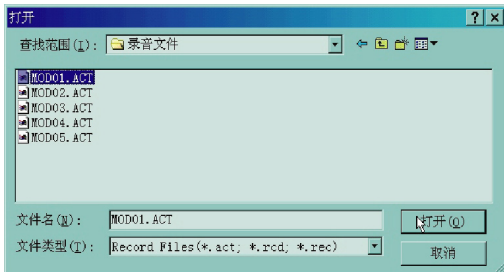 打开
查找范围(I): 录音文件
MOD01.ACT
MOD02.ACT
MOD03.ACT
MOD04.ACT
MOD05.ACT
文件名(N): MOD01.ACT 打开(O)
文件类型(T): Record Files(*.act; *.rcd; *.rec) 取消